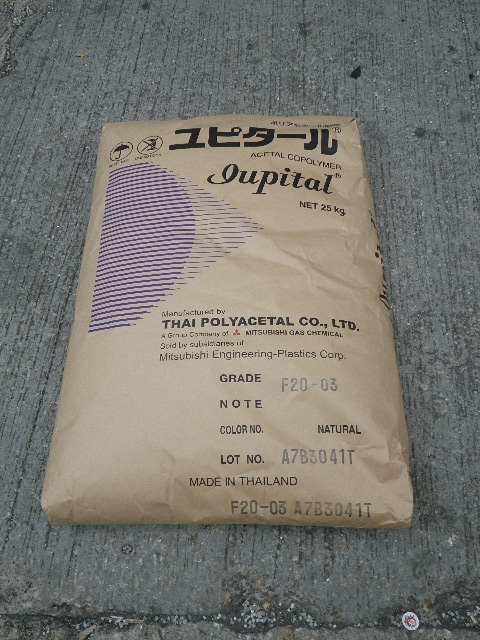 ユピタール®
ACETAL COPOLYMER
Iupital®
NET 25 kg
Manufactured by
THAI POLYACETAL CO., LTD.
A Group Company of MITSUBISHI GAS CHEMICAL
Sold by subsidiaries of
Mitsubishi Engineering-Plastics Corp.
GRADE F20-03
NOTE
COLOR NO. NATURAL
LOT NO. A7B3041T
MADE IN THAILAND
F20-03 A7B3041T